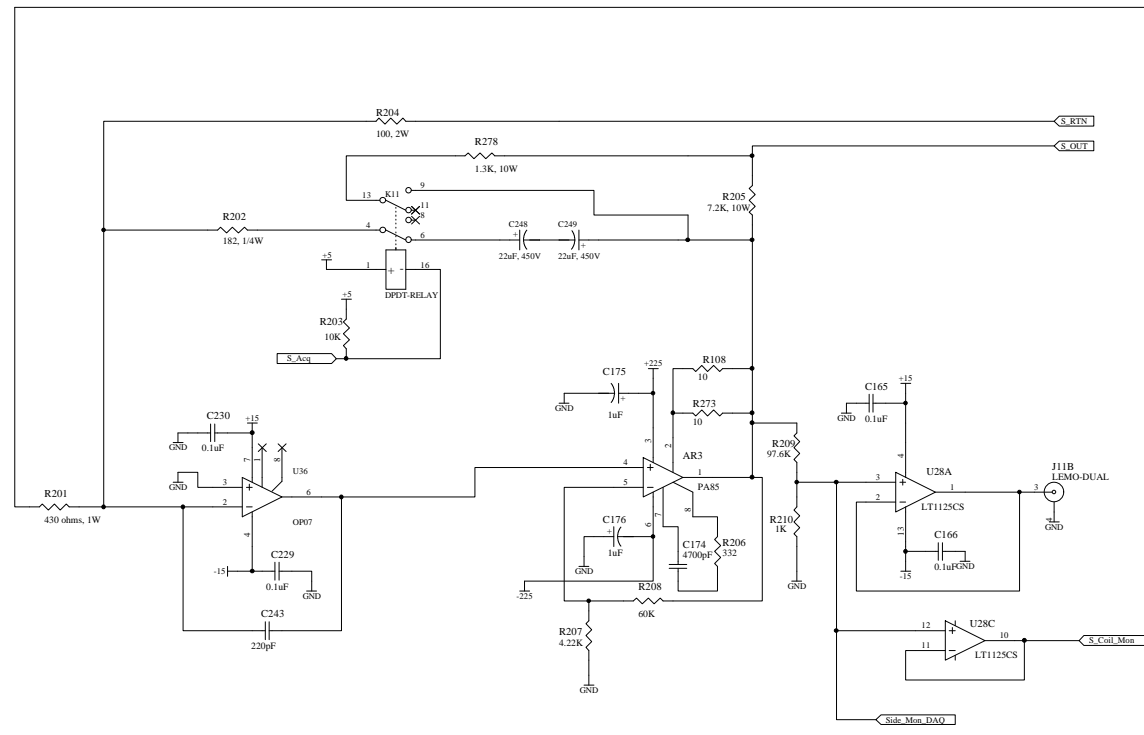 R204
100, 2W
S_RTN
R278
1.3K, 10W
S_OUT
K11
13
9
11
8
R205
7.2K, 10W
R202
182, 1/4W
4
6
C248
+
22uF, 450V
C249
+
22uF, 450V
+5
1
+ -
16
DPDT-RELAY
+5
R203
10K
S_Acq
C175
+225
GND
+
1uF
R108
10
R273
10
C165
+15
GND
0.1uF
C230
+15
GND
0.1uF
7
1
8
U36
GND
3
+
2
-
6
OP07
4
R201
430 ohms, 1W
-15
C229
0.1uF
GND
C243
220pF
3
2
AR3
4
+
5
-
1
PA85
6
7
8
C176
+
1uF
GND
-225
C174
4700pF
R206
332
R208
60K
R207
4.22K
GND
R209
97.6K
R210
1K
GND
4
U28A
3
+
2
-
1
LT1125CS
13
C166
0.1uF
GND
-15
J11B
LEMO-DUAL
3
4
GND
U28C
12
+
11
-
10
LT1125CS
S_Coil_Mon
Side_Mon_DAQ